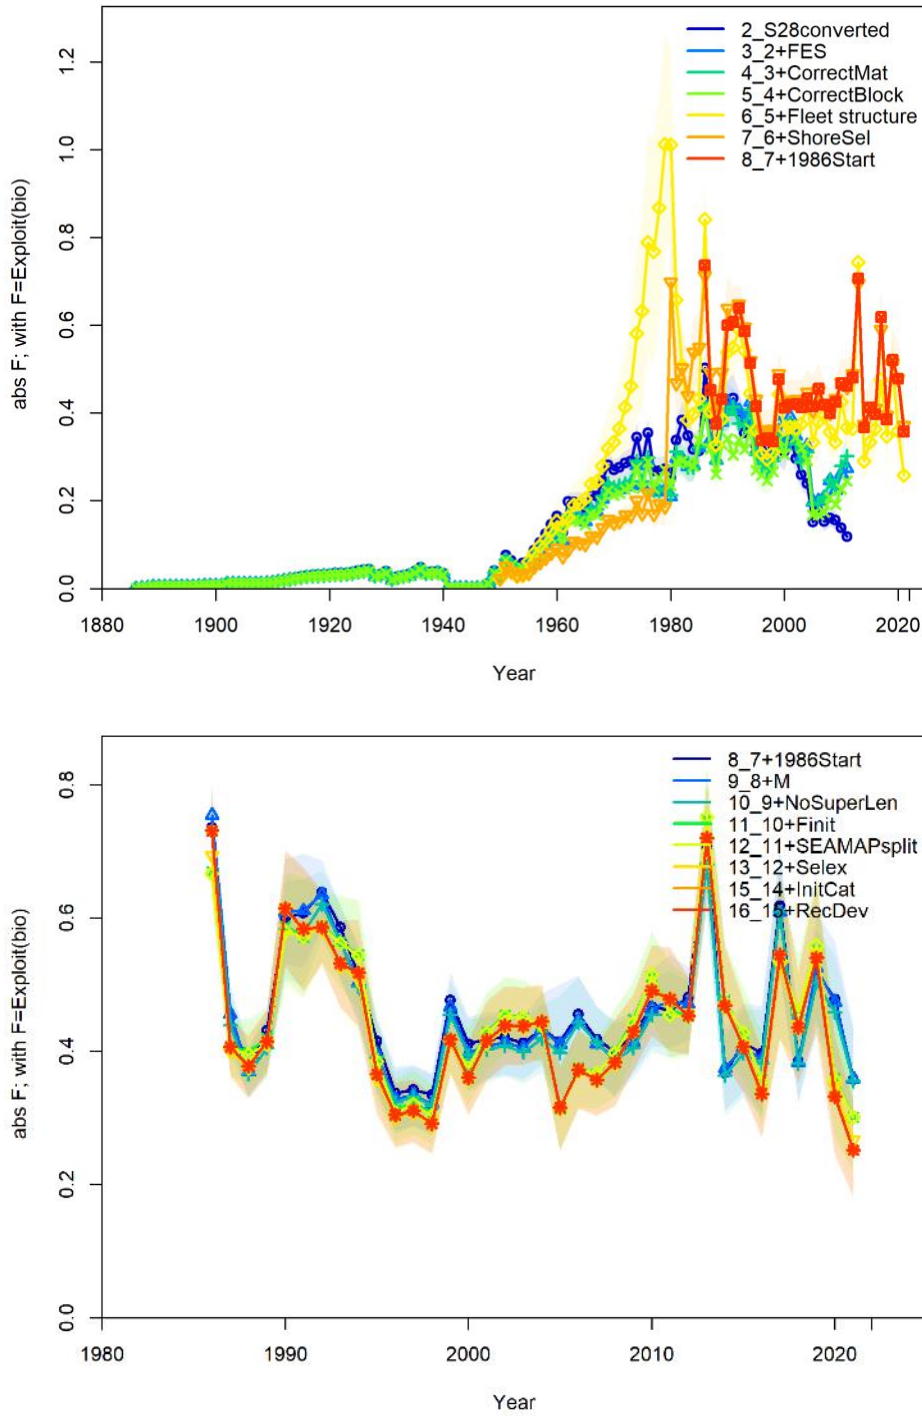 2_S28converted
3_2+FES
4_3+CorrectMat
5_4+CorrectBlock
6_5+Fleet structure
7_6+ShoreSel
8_7+1986Start
abs F; with F=Exploit(bio)
1.2
1.0
0.8
0.6
0.4
0.2
0.0
1880 1900 1920 1940 1960 1980 2000 2020
Year
8_7+1986Start
9_8+M
10_9+NoSuperLen
11_10+Finit
12_11+SEAMAPsplit
13_12+Selex
15_14+InitCat
16_15+RecDev
abs F; with F=Exploit(bio)
0.8
0.6
0.4
0.2
0.0
1980 1990 2000 2010 2020
Year